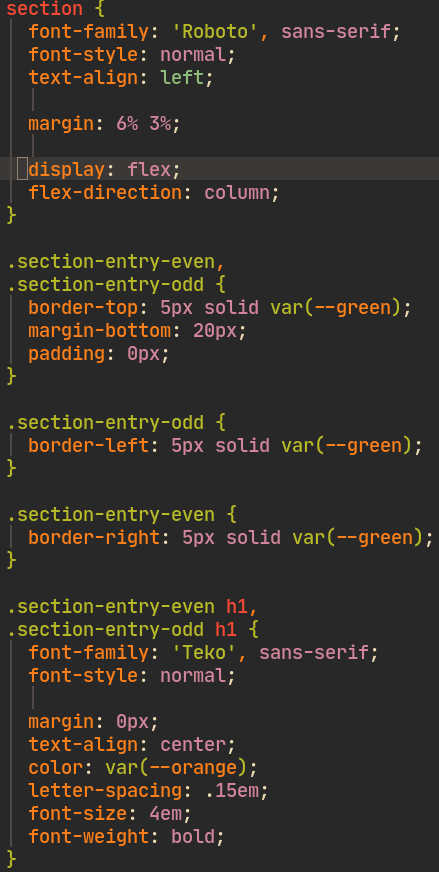 section {
  font-family: 'Roboto', sans-serif;
  font-style: normal;
  text-align: left;

  margin: 6% 3%;

  display: flex;
  flex-direction: column;
}

.section-entry-even,
.section-entry-odd {
  border-top: 5px solid var(--green);
  margin-bottom: 20px;
  padding: 0px;
}

.section-entry-odd {
  border-left: 5px solid var(--green);
}

.section-entry-even {
  border-right: 5px solid var(--green);
}

.section-entry-even h1,
.section-entry-odd h1 {
  font-family: 'Teko', sans-serif;
  font-style: normal;

  margin: 0px;
  text-align: center;
  color: var(--orange);
  letter-spacing: .15em;
  font-size: 4em;
  font-weight: bold;
}